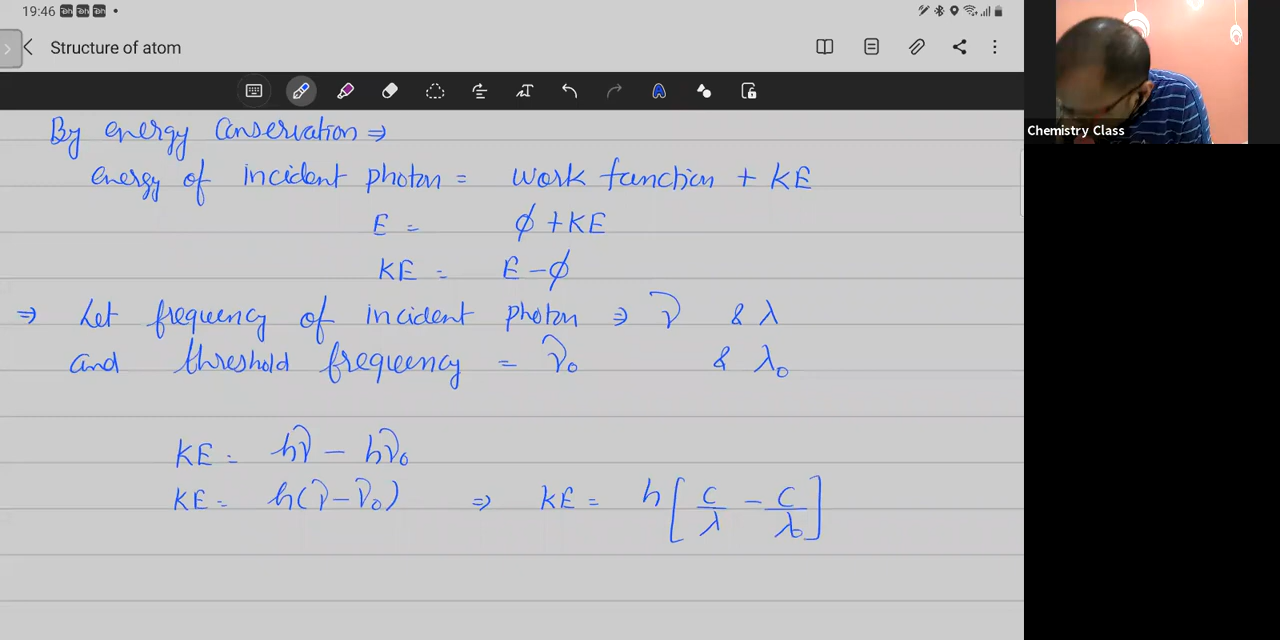 19:46
Structure of atom
Chemistry Class
By energy Conservation ⇒
energy of incident photon = work function + KE
E = ϕ + KE
KE = E - ϕ
⇒ Let frequency of incident photon ⇒ ν & λ
and threshold frequency = ν₀ & λ₀
KE = hν - hν₀
KE = h(ν - ν₀) ⇒ KE = h[c/λ - c/λ₀]